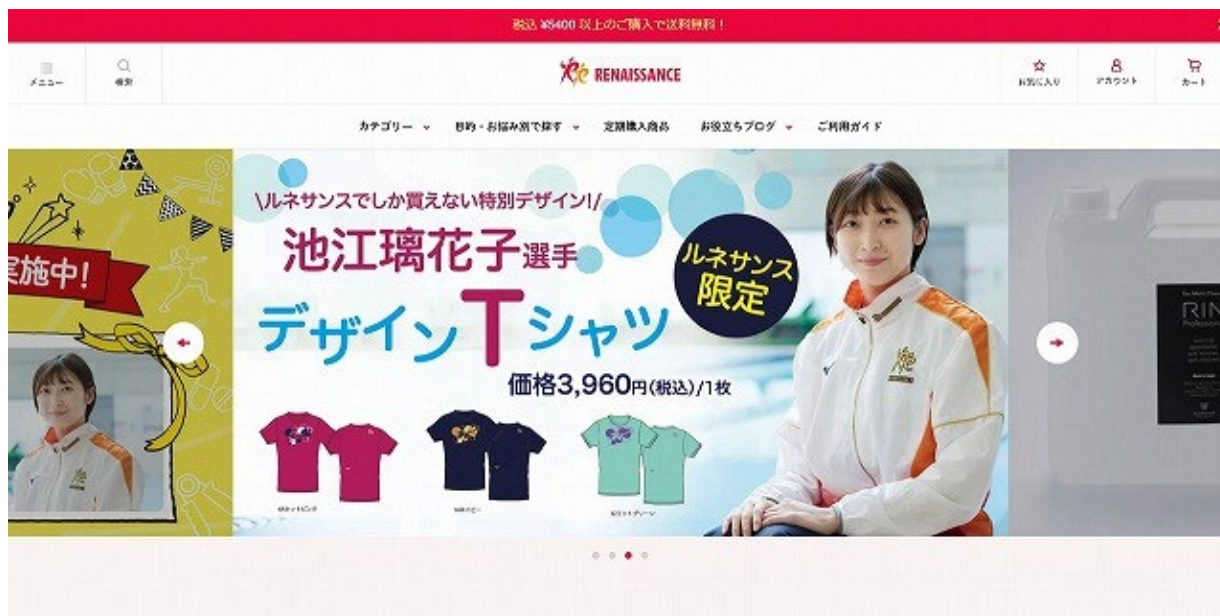 税込 ¥5400 以上のご購入で送料無料！
メニュー
検索
RENAISSANCE
お気に入り
アカウント
カート
カテゴリー
目的・お悩み別で探す
定期購入商品
お役立ちブログ
ご利用ガイド
実施中!
\ルネサンスでしか買えない特別デザイン!/
池江璃花子選手
デザインTシャツ
ルネサンス
限定
価格3,960円(税込)/1枚
RIN